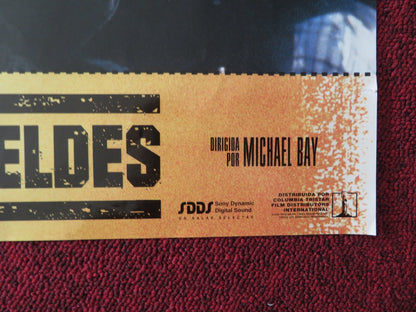 ELDES
DIRIGIDA
POR MICHAEL BAY
SDDS Sony Dynamic
Digital Sound.
EN SALAS SELECTAS
DISTRIBUIDA POR
COLUMBIA TRISTAR
FILM DISTRIBUTORS
INTERNATIONAL